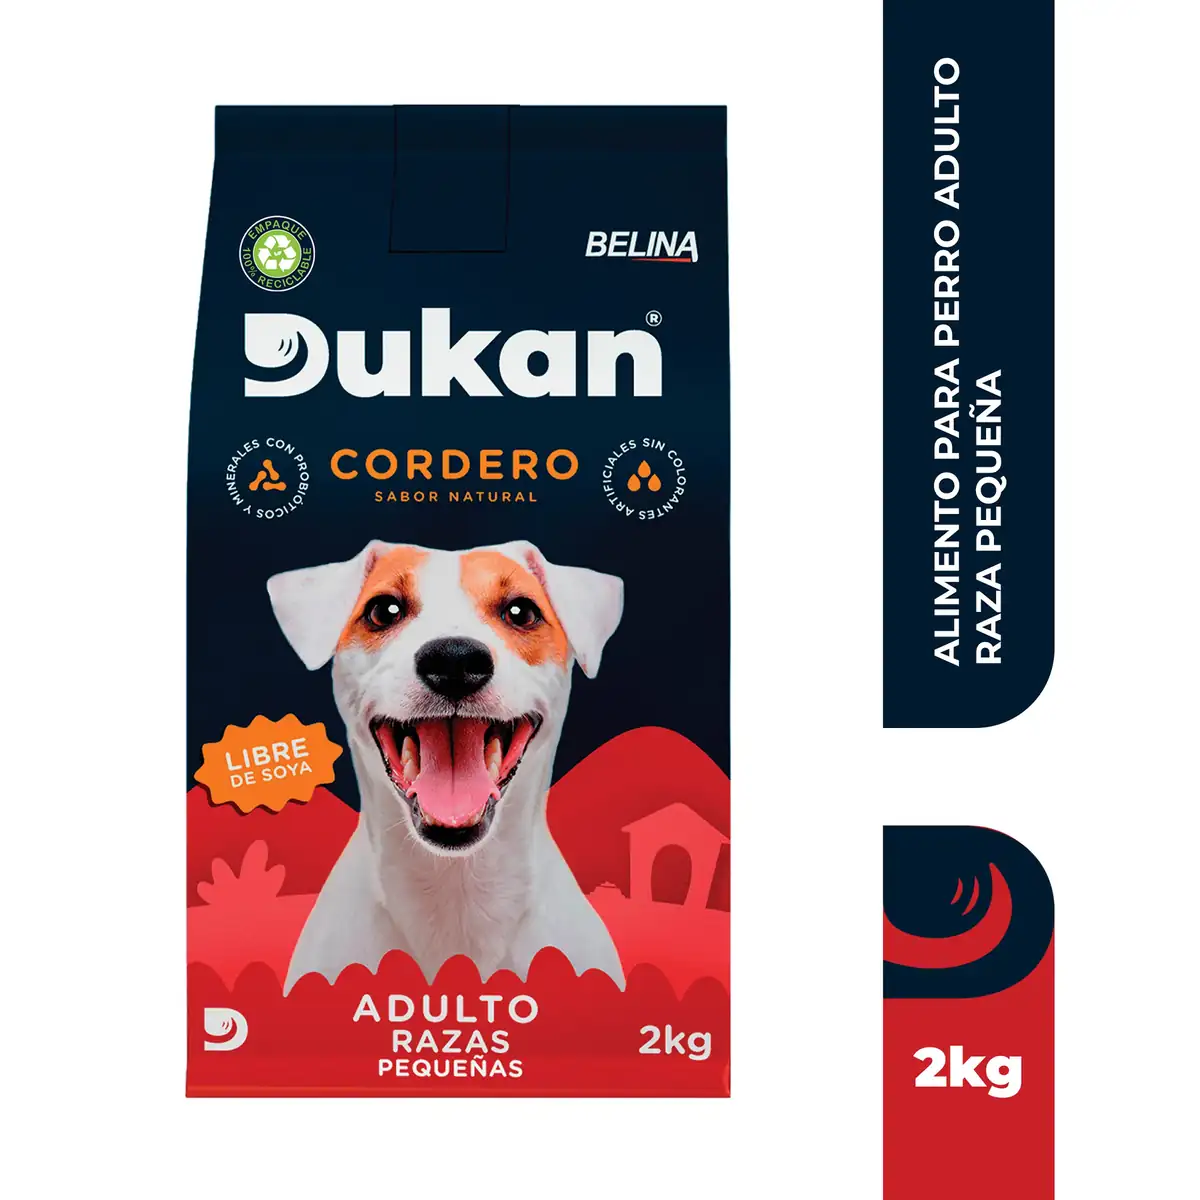 EMPAQUE
100% RECICLABLE
BELINA
Dukan®
CON PROBIÓTICOS Y MINERALES
CORDERO
SABOR NATURAL
SIN COLORANTES ARTIFICIALES
LIBRE
DE SOYA
ADULTO
RAZAS
PEQUEÑAS
2kg
ALIMENTO PARA PERRO ADULTO
RAZA PEQUEÑA
2kg